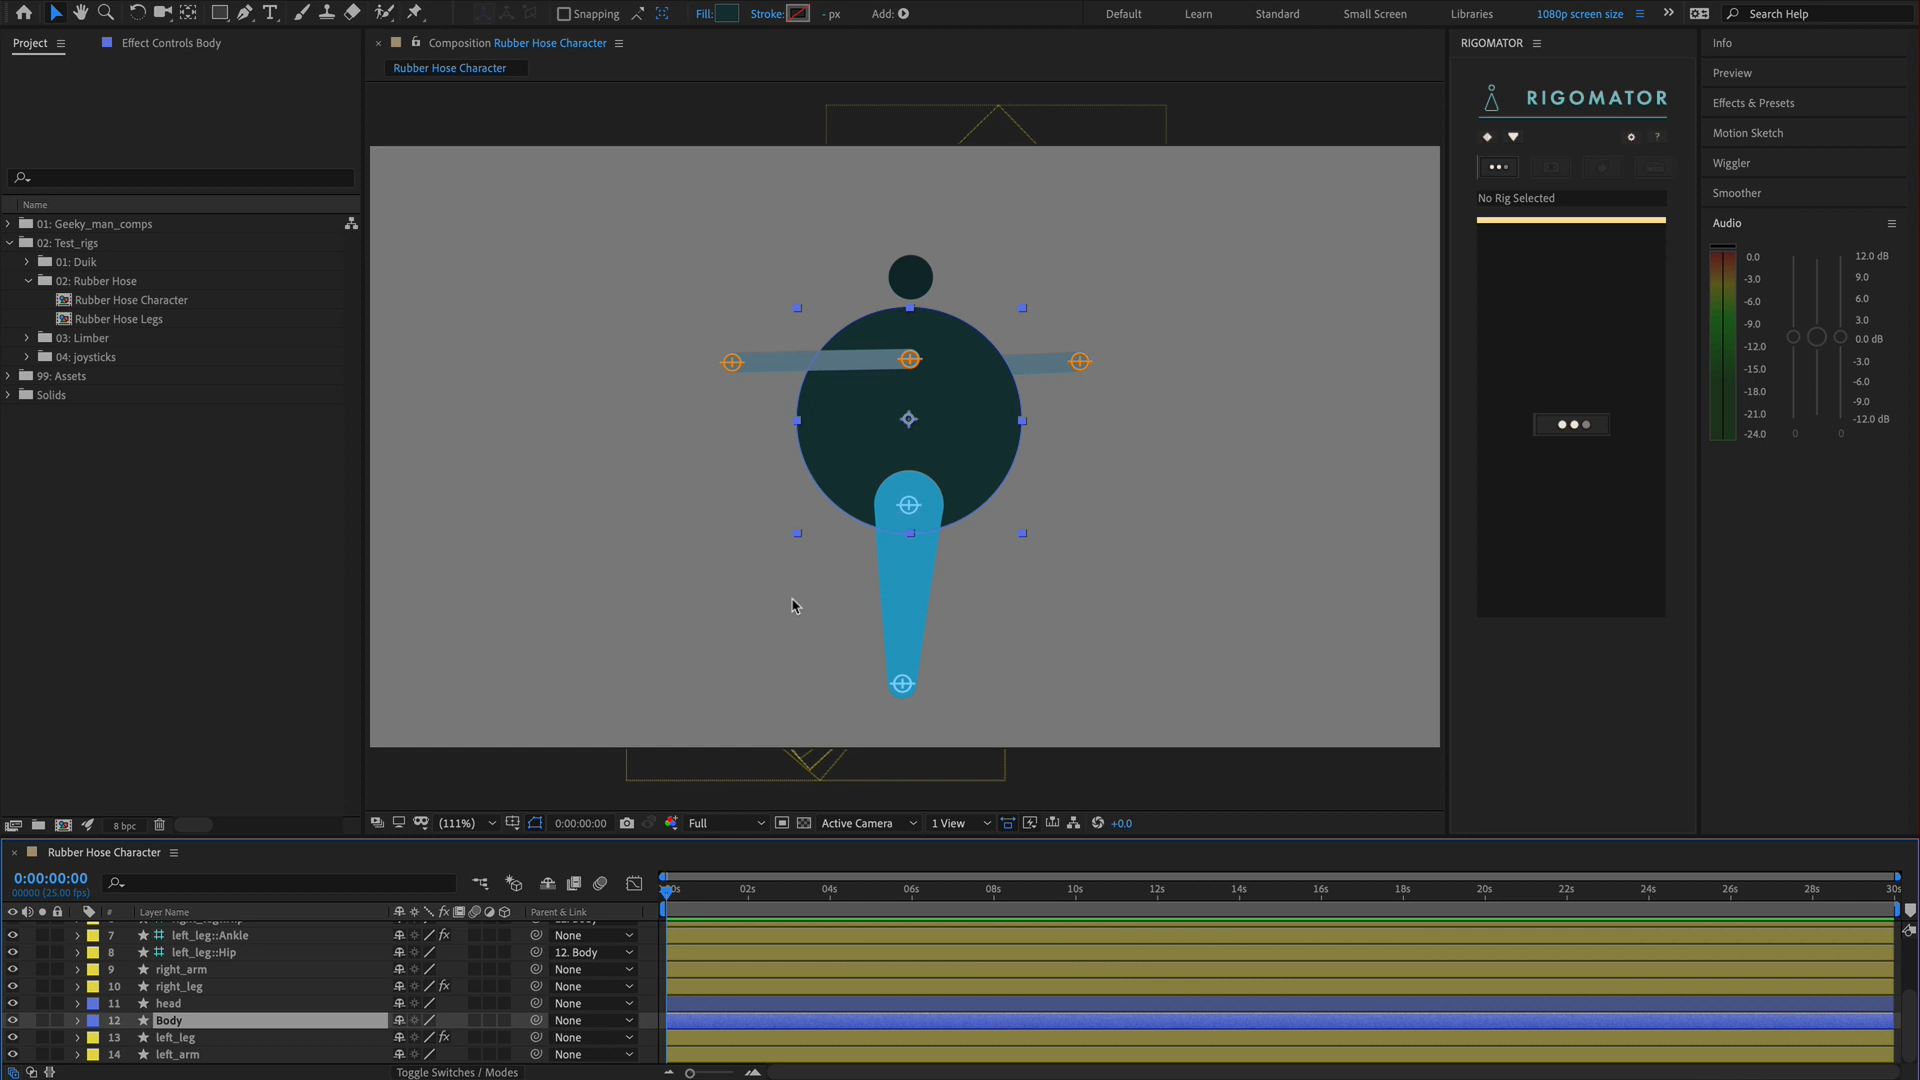 Snapping
Fill:
Stroke:
- px
Add:
Default
Learn
Standard
Small Screen
Libraries
1080p screen size
Search Help
Project
Effect Controls Body
Composition Rubber Hose Character
Rubber Hose Character
RIGOMATOR
Info
Preview
Effects & Presets
Motion Sketch
Wiggler
Smoother
Audio
RIGOMATOR
?
No Rig Selected
Name
01: Geeky_man_comps
02: Test_rigs
01: Duik
02: Rubber Hose
Rubber Hose Character
Rubber Hose Legs
03: Limber
04: joysticks
99: Assets
Solids
0.0
-3.0
-6.0
-9.0
-12.0
-15.0
-18.0
-21.0
-24.0
12.0 dB
9.0
6.0
3.0
0.0 dB
-3.0
-6.0
-9.0
-12.0 dB
0
0
8 bpc
(111%)
0:00:00:00
Full
Active Camera
1 View
+0.0
Rubber Hose Character
0:00:00:00
00000 (25.00 fps)
02s
04s
06s
08s
10s
12s
14s
16s
18s
20s
22s
24s
26s
28s
30s
#
Layer Name
fx
Parent & Link
7 left_leg::Ankle fx None
8 left_leg::Hip 12. Body
9 right_arm None
10 right_leg fx None
11 head None
12 Body None
13 left_leg fx None
14 left_arm None
Toggle Switches / Modes